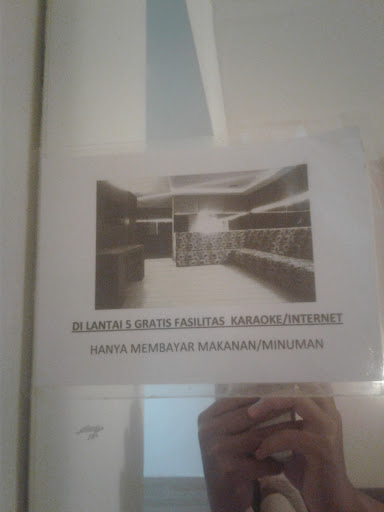 DI LANTAI 5 GRATIS FASILITAS KARAOKE/INTERNET
HANYA MEMBAYAR MAKANAN/MINUMAN